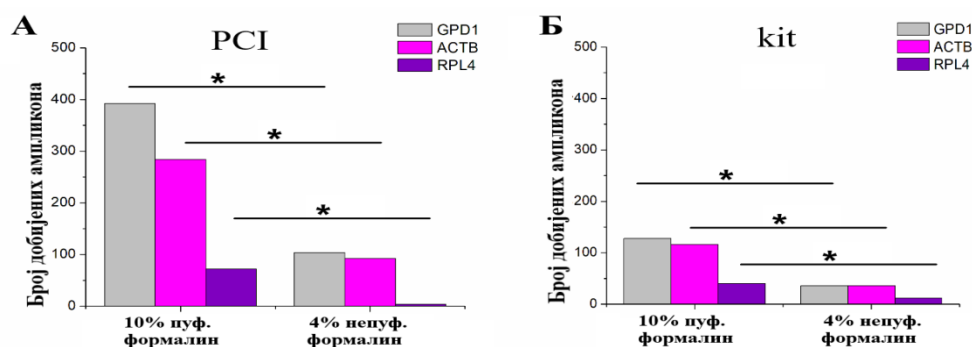 А
PCI
GPD1
ACTB
RPL4
Број добијених ампликона
500
400
300
200
100
0
*
*
*
10% пуф.
формалин
4% непуф.
формалин
Б
kit
GPD1
ACTB
RPL4
Број добијених ампликона
500
400
300
200
100
0
*
*
*
10% пуф.
формалин
4% непуф.
формалин